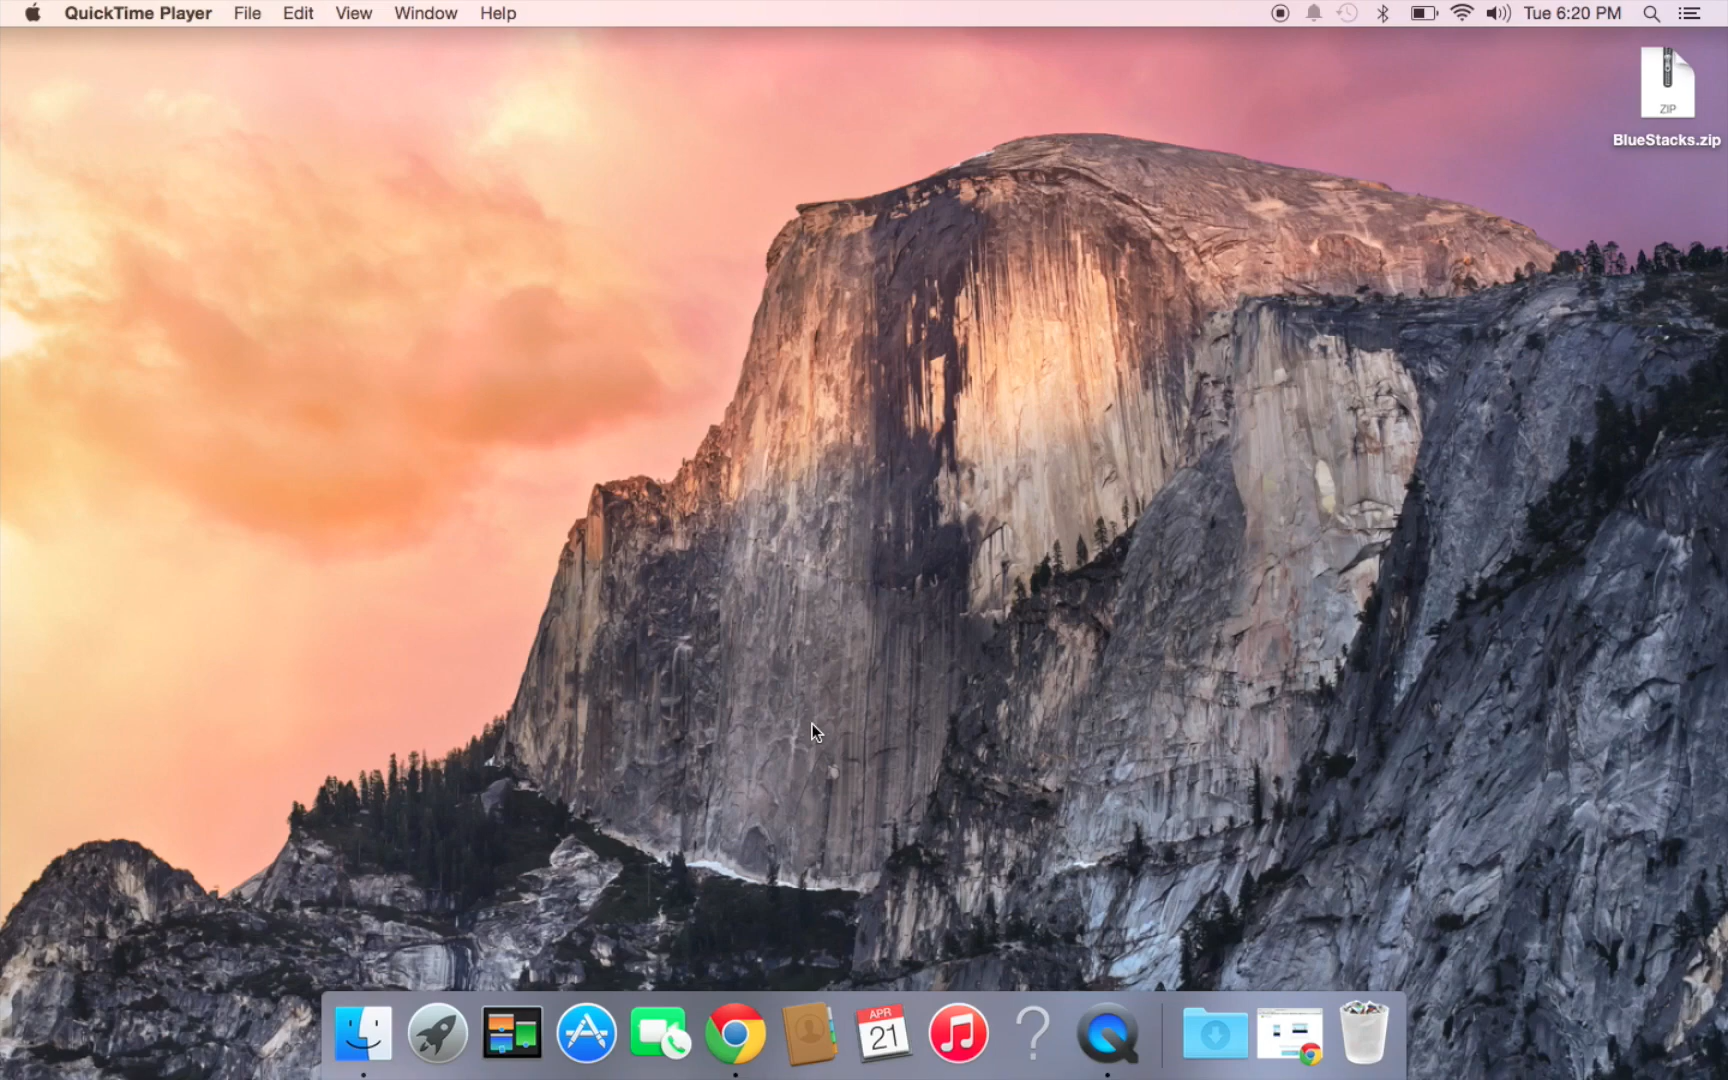 QuickTime Player File Edit View Window Help Tue 6:20 PM
ZIP
BlueStacks.zip
APR
21
?